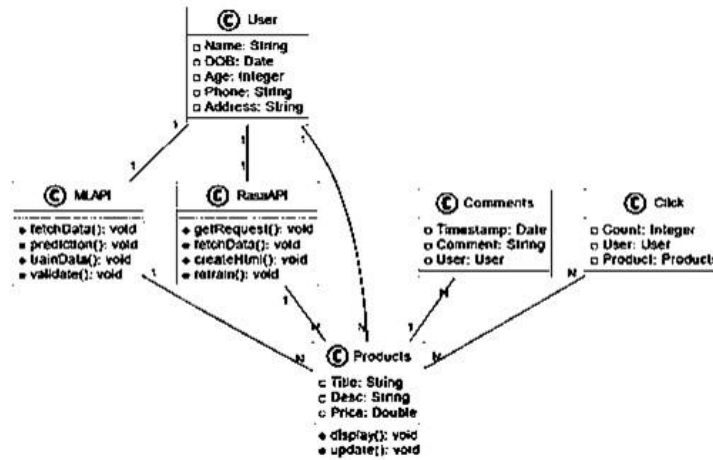 C User
Name: String
DOB: Date
Age: Integer
Phone: String
Address: String
1 1 1
1 1
C MLAPI
fetchData(): void
prediction(): void
trainData(): void
validate(): void
C RasaAPI
getRequest(): void
fetchData(): void
createHtml(): void
retrain(): void
C Comments
Timestamp: Date
Comment: String
User: User
C Click
Count: Integer
User: User
Product: Products
1 1 N N
N N N 1 N
C Products
Title: String
Desc: String
Price: Double
display(): void
update(): void